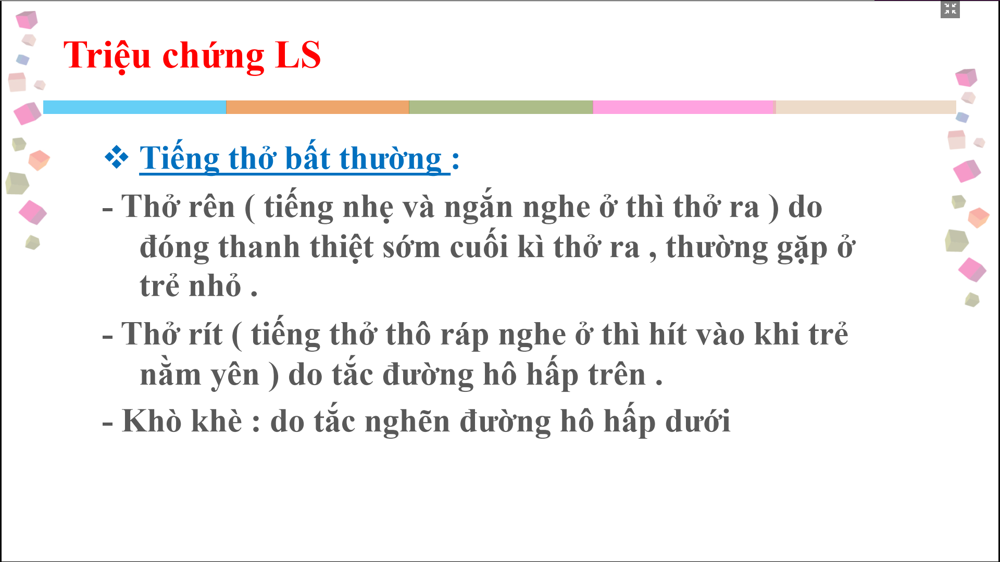 Triệu chứng LS
❖ Tiếng thở bất thường :
- Thở rên ( tiếng nhẹ và ngắn nghe ở thì thở ra ) do
đóng thanh thiệt sớm cuối kì thở ra , thường gặp ở
trẻ nhỏ .
- Thở rít ( tiếng thở thô ráp nghe ở thì hít vào khi trẻ
nằm yên ) do tắc đường hô hấp trên .
- Khò khè : do tắc nghẽn đường hô hấp dưới